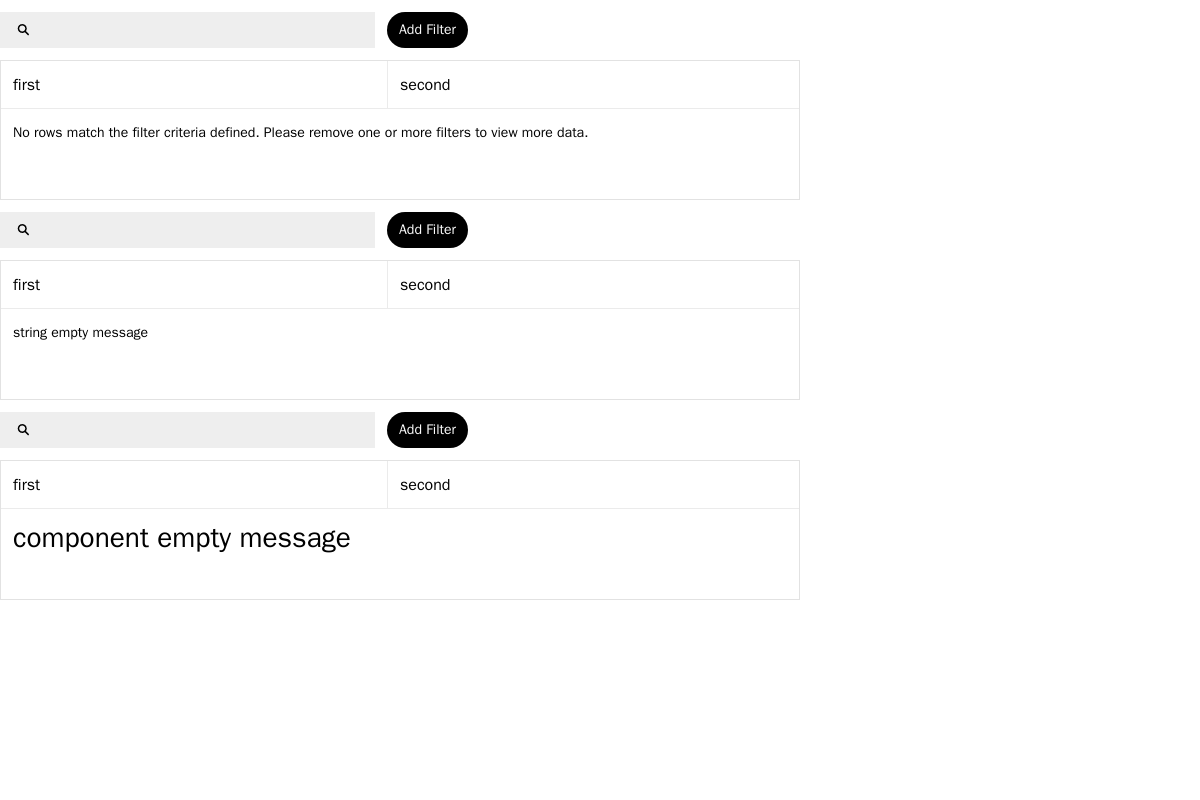 Add Filter
first second
No rows match the filter criteria defined. Please remove one or more filters to view more data.
Add Filter
first second
string empty message
Add Filter
first second
component empty message